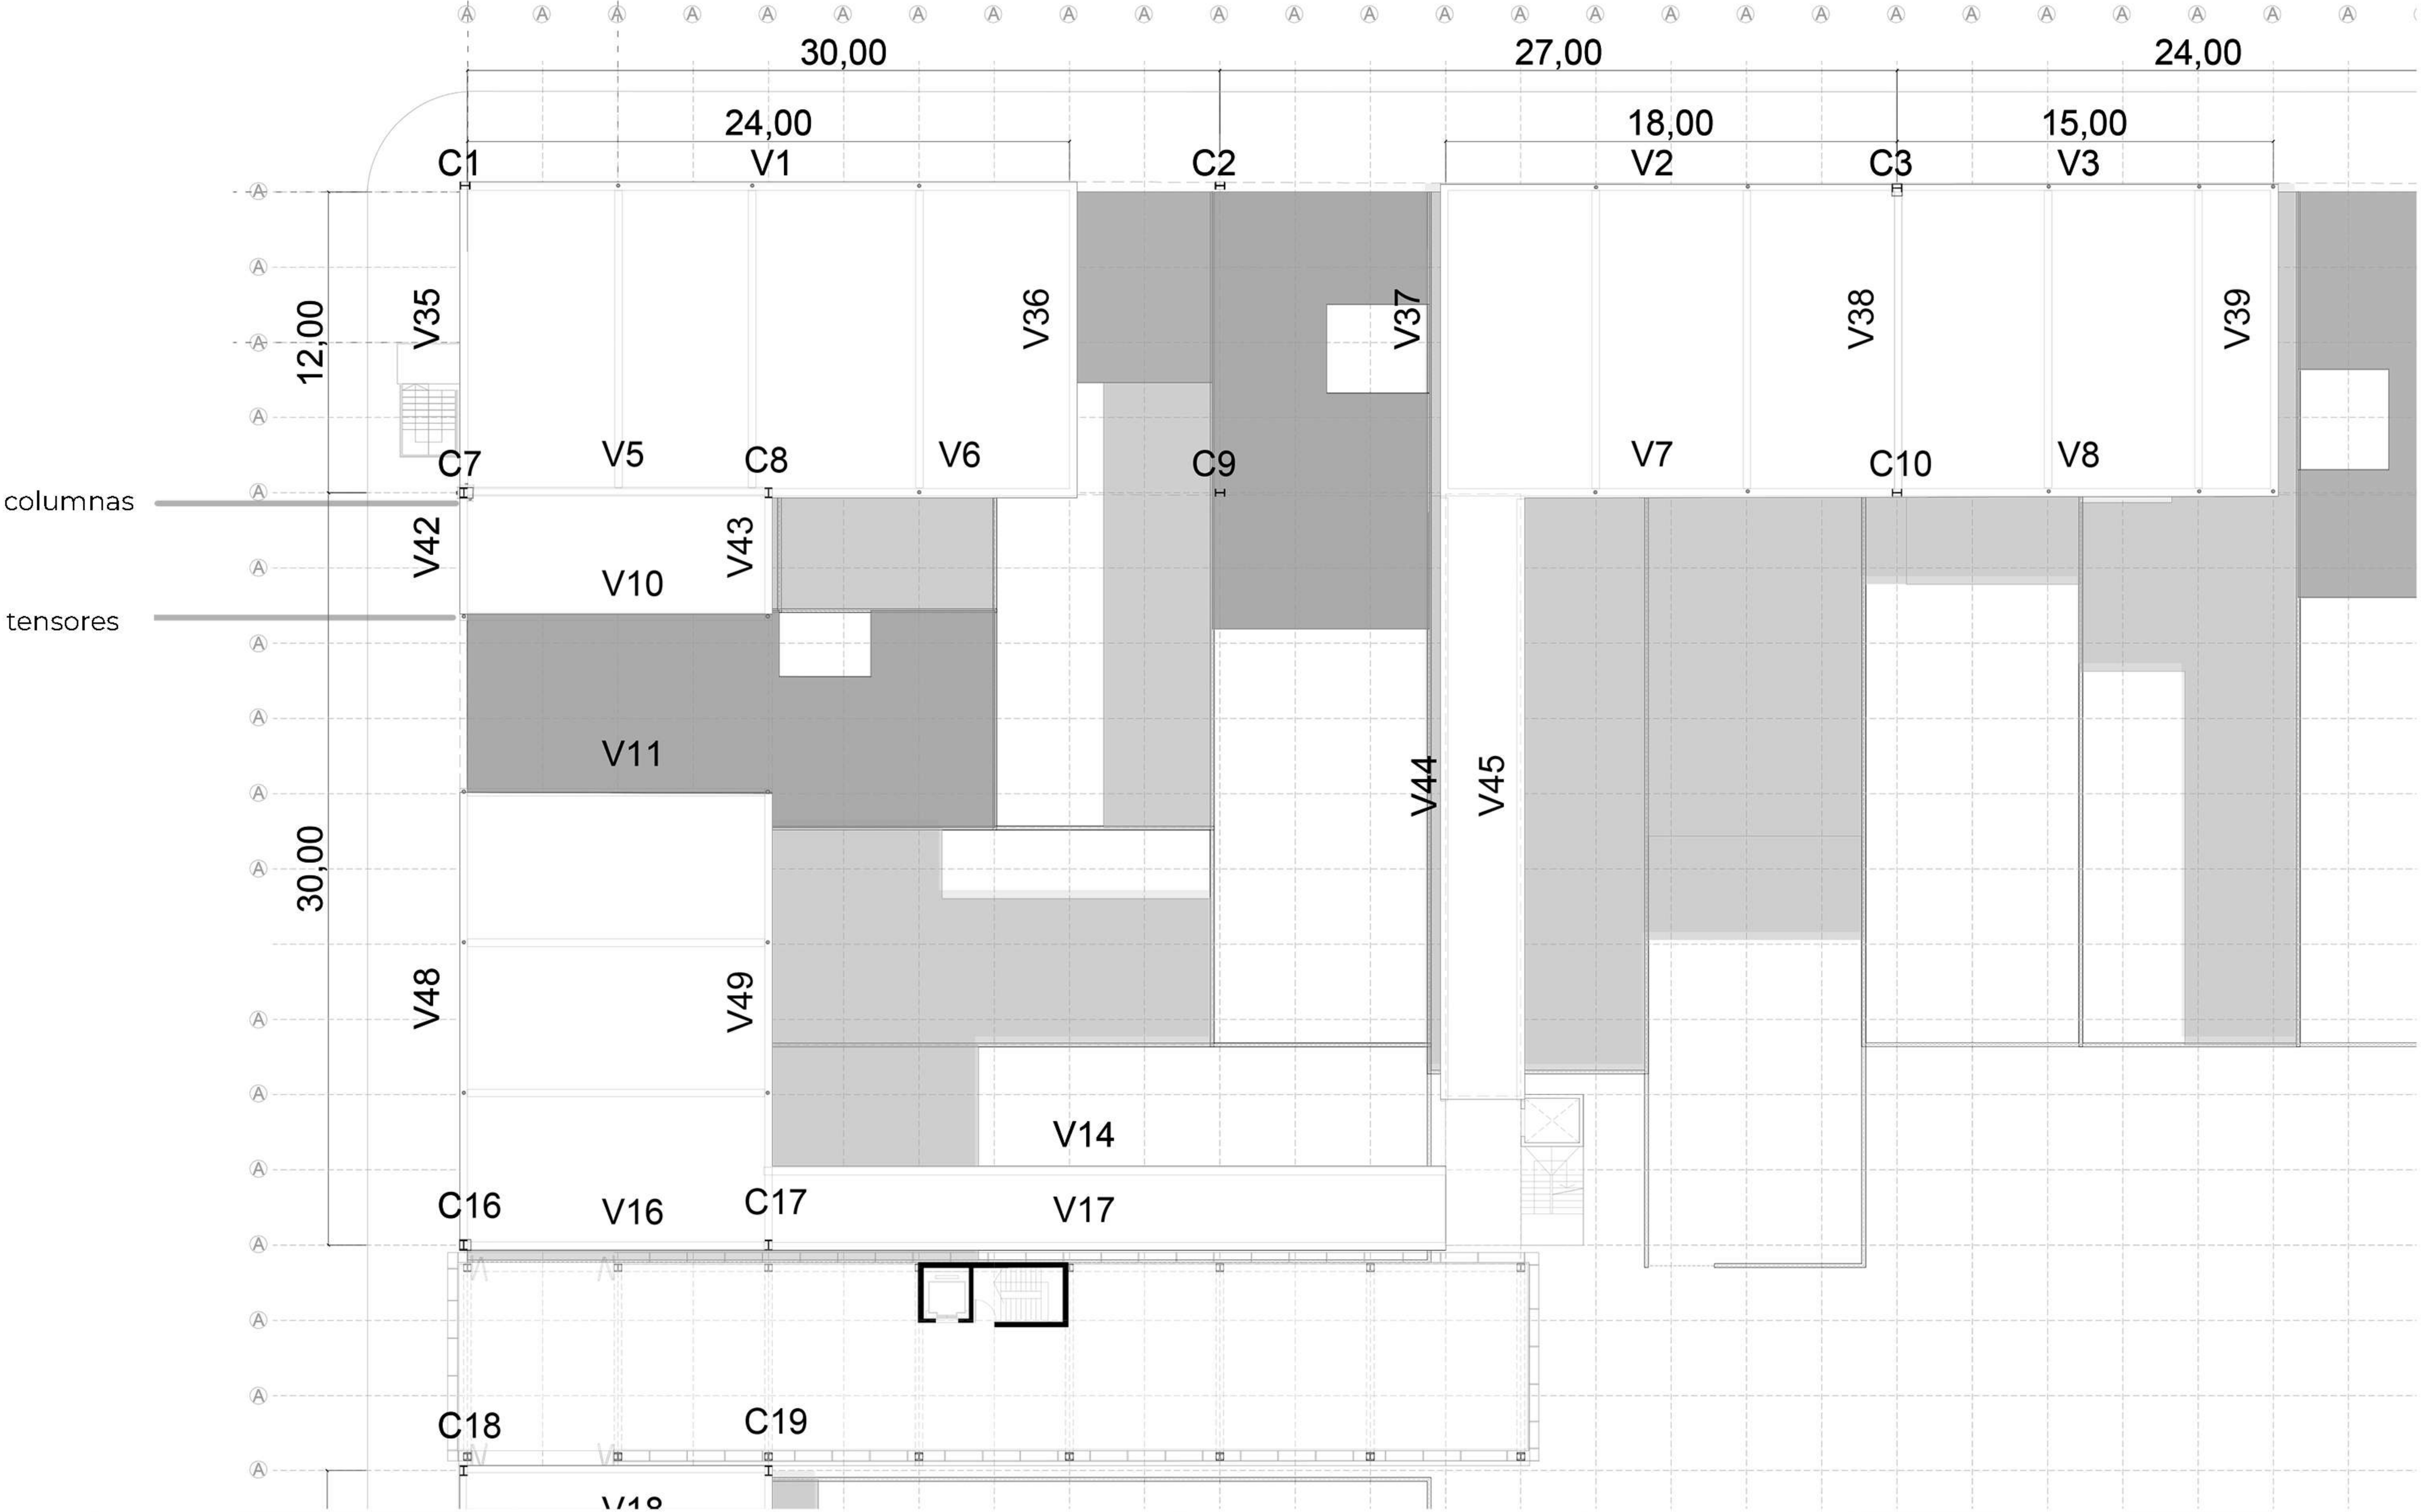 A A A A A A A A A A A A A A A A A A A A A A A A A A
30,00 27,00 24,00
24,00 18,00 15,00
C1 V1 C2 V2 C3 V3
A
A
V35 V36 V37 V38 V39
12,00
A
A
V5 V6 V7 V8
C7 C8 C9 C10
A
columnas
V42 V43
A
V10
tensores
A
A
V11
V44 V45
A
30,00
A
V48 V49
A
A
V14
A
C16 V16 C17 V17
A
A
A
C18 C19
A
V18